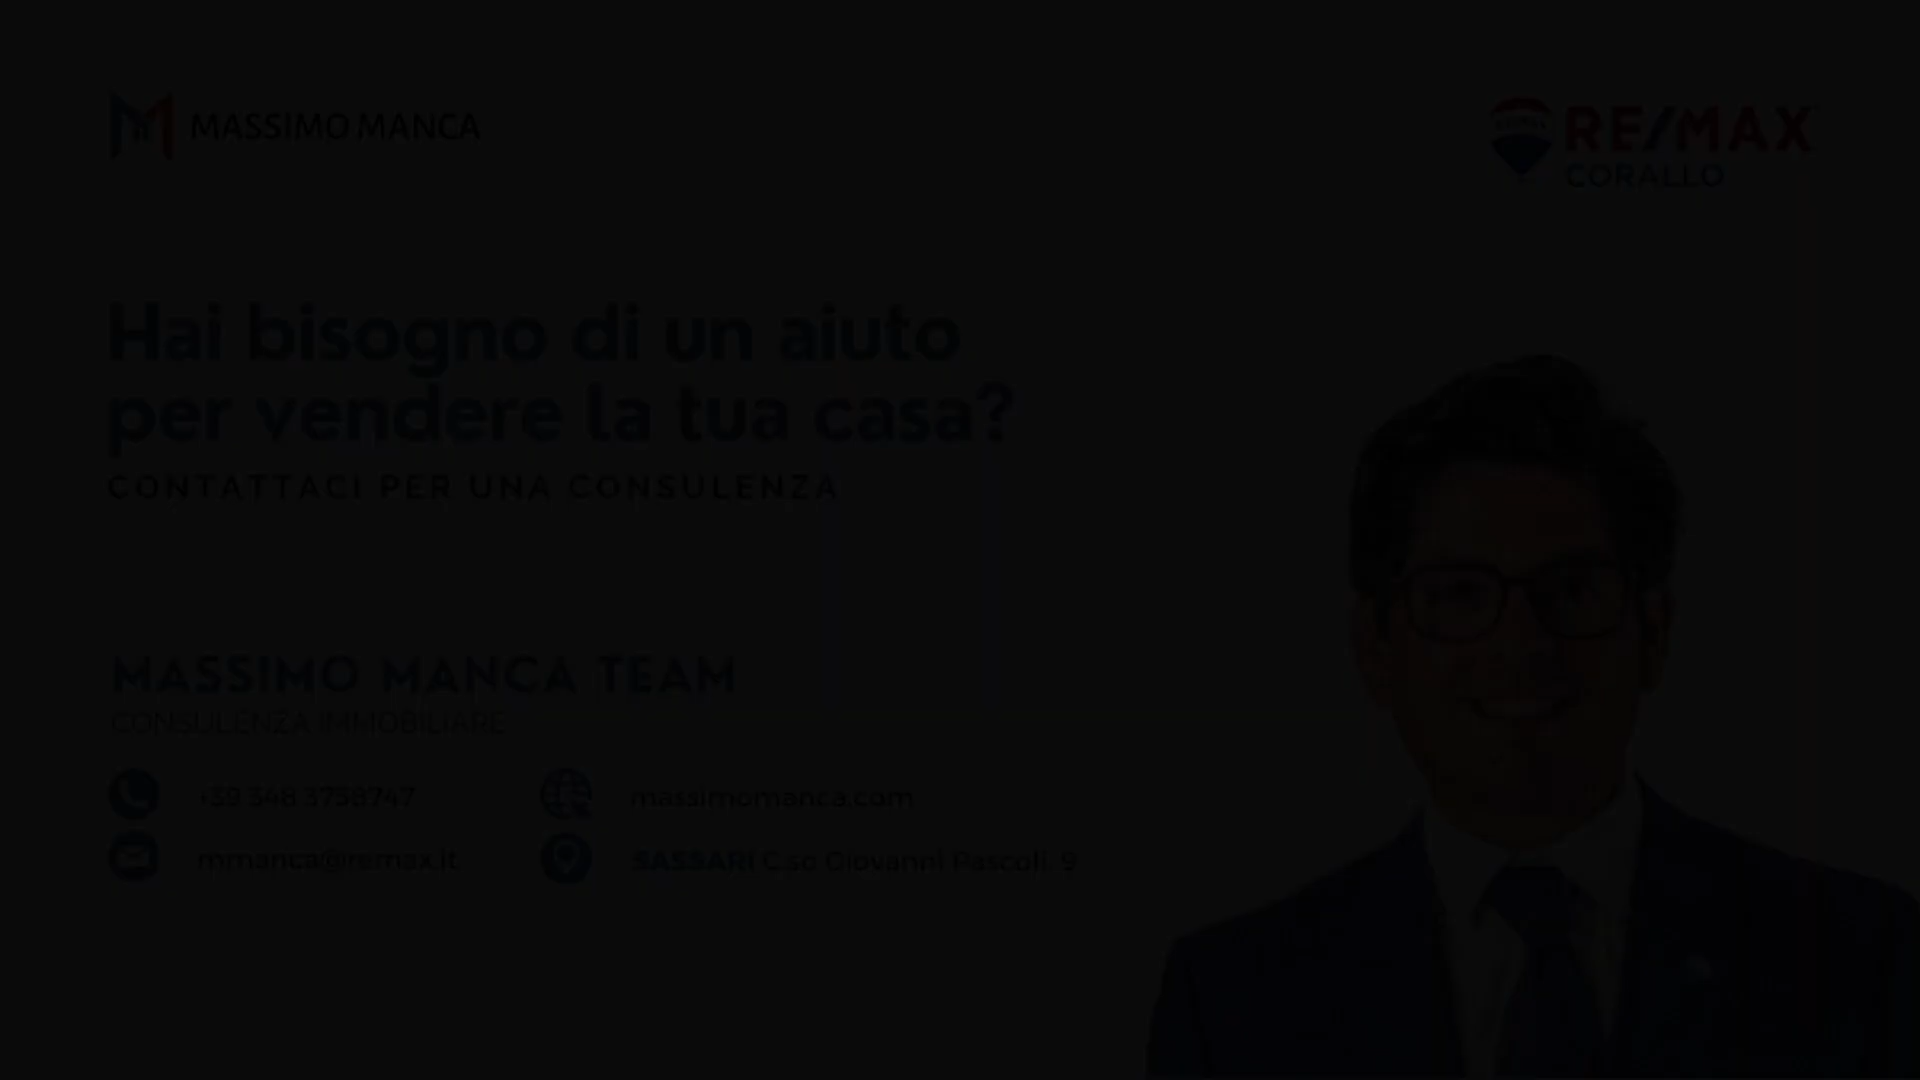 MASSIMO MANCA
RE/MAX
CORALLO
Hai bisogno di un aiuto
per vendere la tua casa?
CONTATTACI PER UNA CONSULENZA
MASSIMO MANCA TEAM
CONSULENZA IMMOBILIARE
+39 348 3758747
massimomanca.com
mmanca@remax.it
SASSARI C.so Giovanni Pascoli, 9